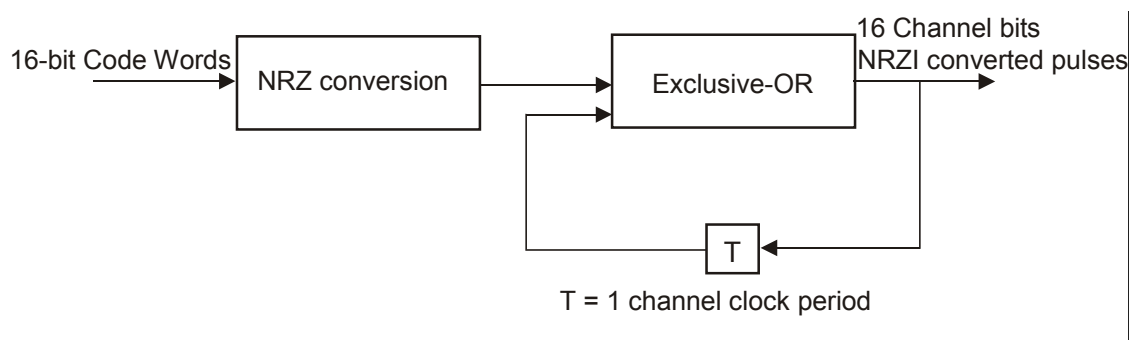 16-bit Code Words
NRZ conversion
Exclusive-OR
16 Channel bits
NRZI converted pulses
T
T = 1 channel clock period